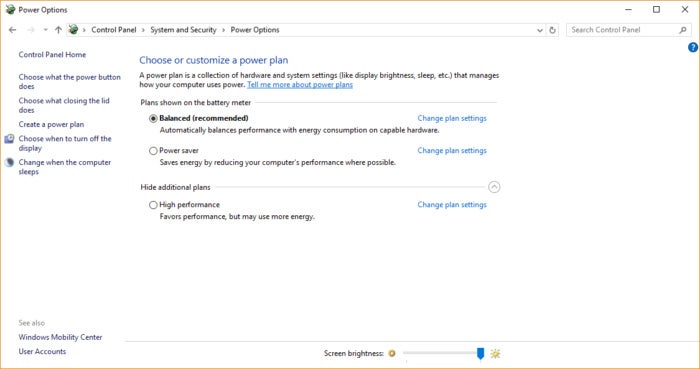 Power Options
Control Panel > System and Security > Power Options
Search Control Panel
?
Control Panel Home
Choose what the power button
does
Choose what closing the lid
does
Create a power plan
Choose when to turn off the
display
Change when the computer
sleeps
Choose or customize a power plan
A power plan is a collection of hardware and system settings (like display brightness, sleep, etc.) that manages
how your computer uses power. Tell me more about power plans
Plans shown on the battery meter
Balanced (recommended) Change plan settings
Automatically balances performance with energy consumption on capable hardware.
Power saver Change plan settings
Saves energy by reducing your computer's performance where possible.
Hide additional plans
High performance Change plan settings
Favors performance, but may use more energy.
See also
Windows Mobility Center
User Accounts
Screen brightness: